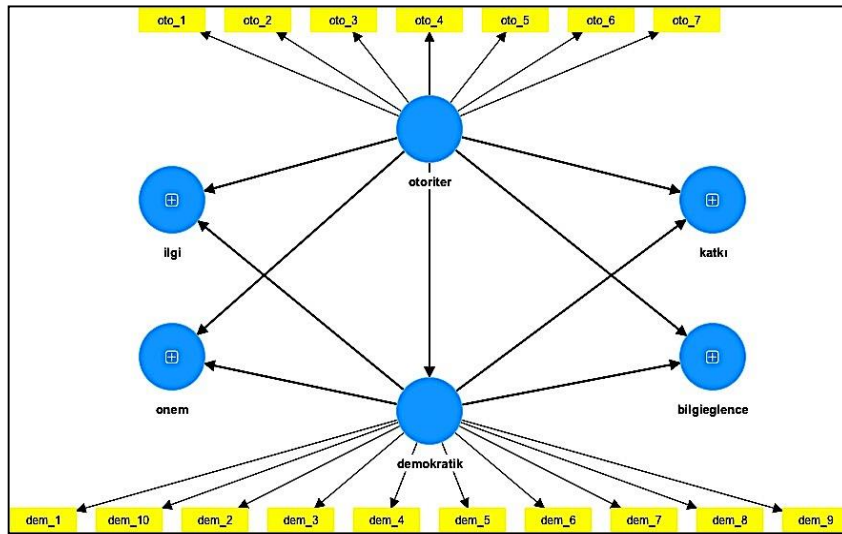 oto_1 oto_2 oto_3 oto_4 oto_5 oto_6 oto_7
otoriter
ilgi katkı
onem bilgieglence
demokratik
dem_1 dem_10 dem_2 dem_3 dem_4 dem_5 dem_6 dem_7 dem_8 dem_9